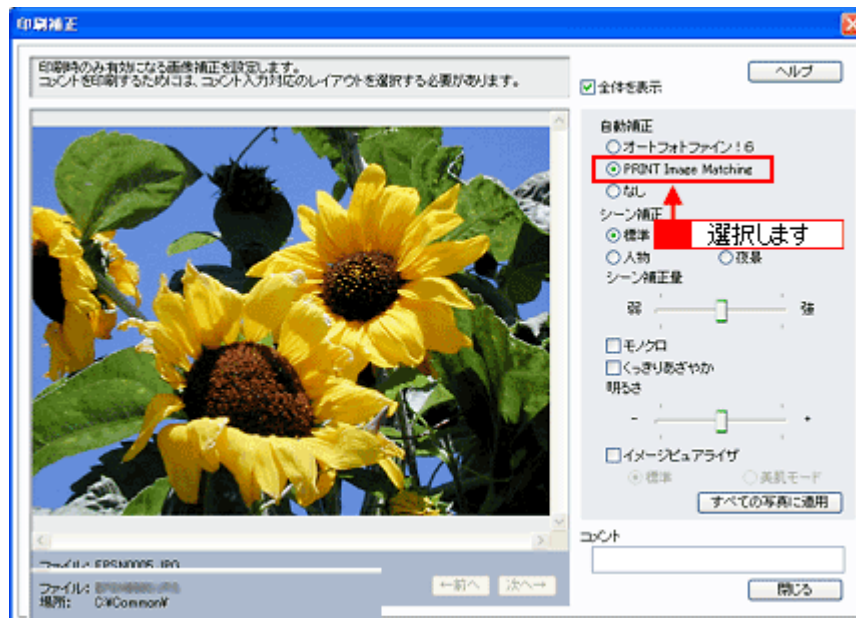 印刷補正
印刷時のみ有効になる画像補正を設定します。
コメントを印刷するためには、コメント入力対応のレイアウトを選択する必要があります。
ヘルプ
全体を表示
自動補正
オートフォトファイン!6
PRINT Image Matching
なし
シーン補正
標準
選択します
人物 夜景
シーン補正量
弱 強
モノクロ
くっきりあざやか
明るさ
- +
イメージビュアライザ
標準 美肌モード
すべての写真に適用
コメント
ファイル: EPSN0005.JPG
ファイル:
場所: C:¥Common¥
←前へ 次へ→
閉じる